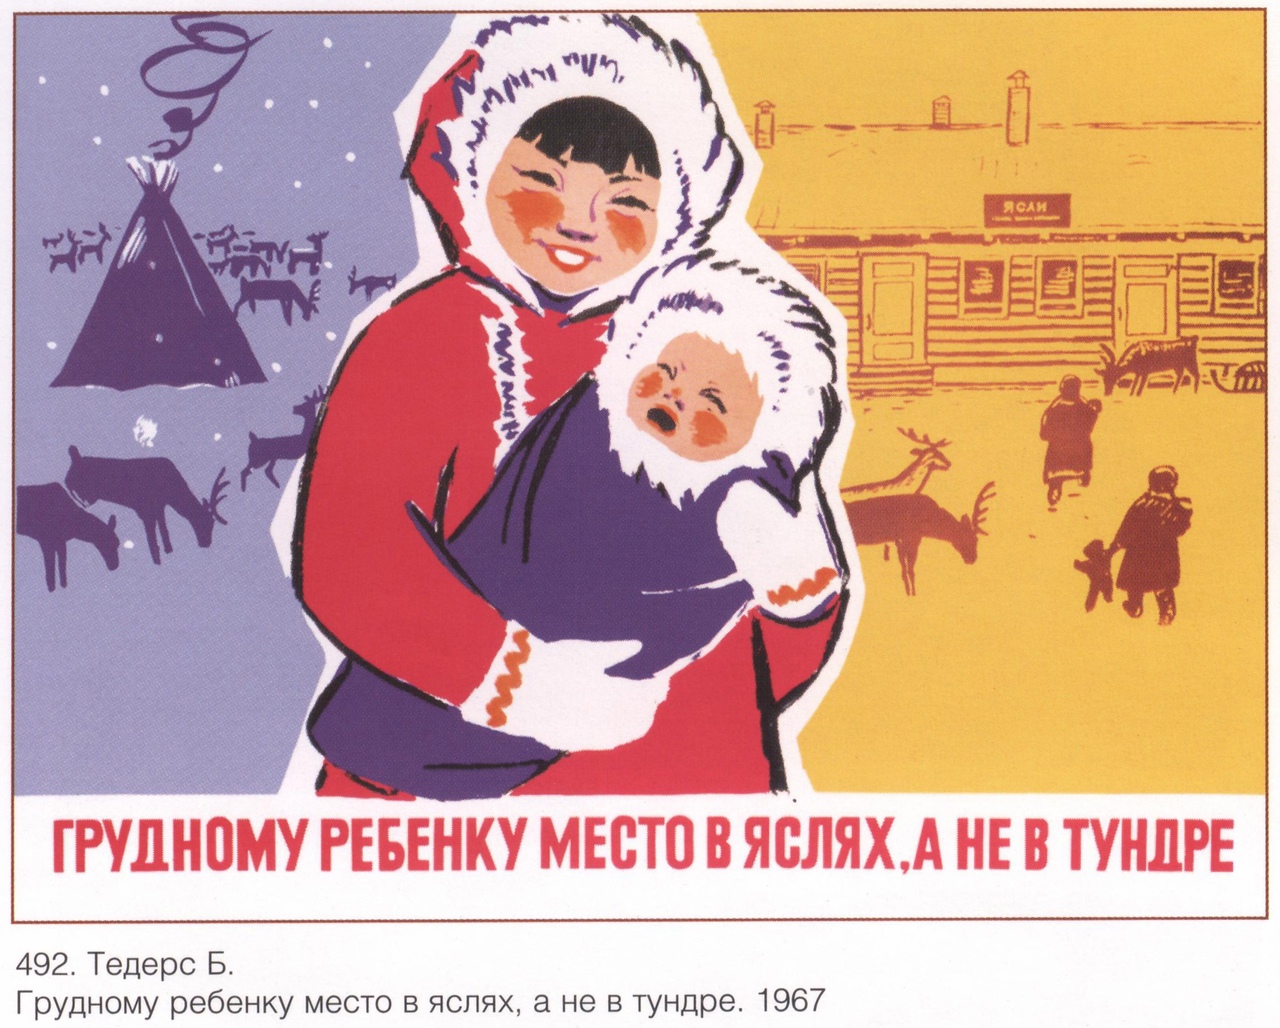 ЯСЛИ
ГРУДНОМУ РЕБЕНКУ МЕСТО В ЯСЛЯХ, А НЕ В ТУНДРЕ
492. Тедерс Б.
Грудному ребенку место в яслях, а не в тундре. 1967